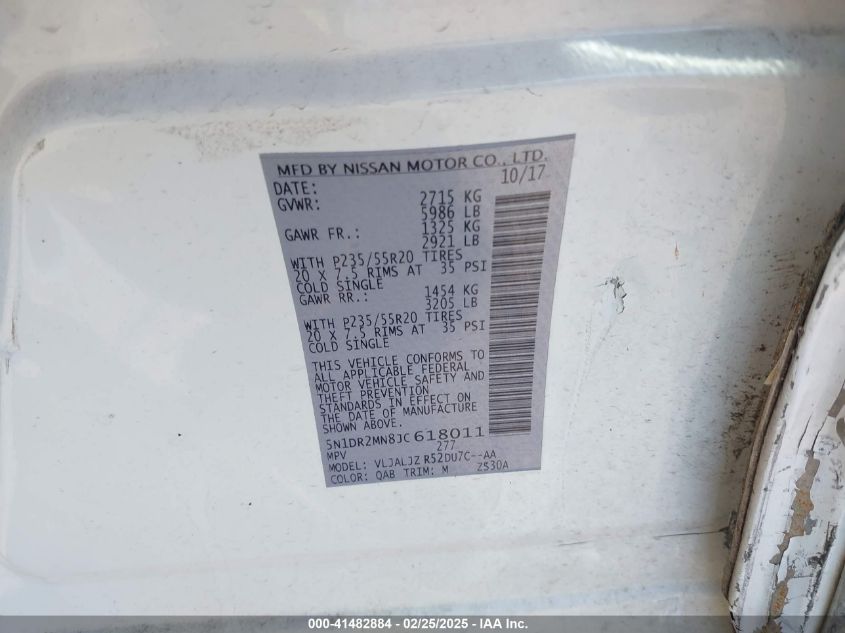 MFD BY NISSAN MOTOR CO., LTD.
DATE: 10/17
GVWR: 2715 KG
5986 LB
GAWR FR.: 1325 KG
2921 LB
WITH P235/55R20 TIRES
20 X 7.5 RIMS AT 35 PSI
COLD SINGLE
GAWR RR.: 1454 KG
3205 LB
WITH P235/55R20 TIRES
20 X 7.5 RIMS AT 35 PSI
COLD SINGLE
THIS VEHICLE CONFORMS TO
ALL APPLICABLE FEDERAL
MOTOR VEHICLE SAFETY AND
THEFT PREVENTION
STANDARDS IN EFFECT ON
THE DATE OF MANUFACTURE
SHOWN ABOVE.
5N1DR2MN8JC618011
MPV 277
MODEL: VLJALJZ R52DU7C--AA
COLOR: QAB TRIM: M ZS30A
000-41482884 - 02/25/2025 - IAA Inc.